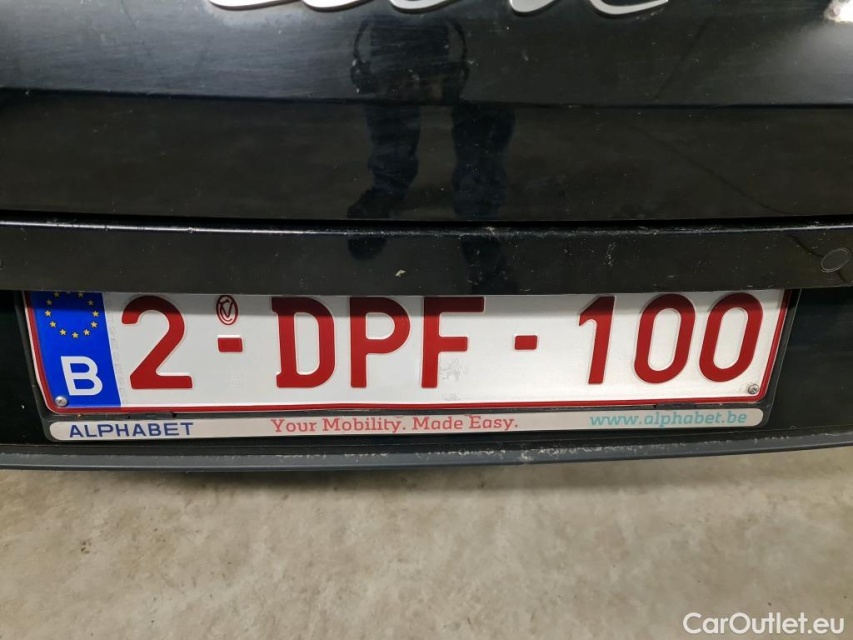 B 2-DPF-100
ALPHABET Your Mobility. Made Easy. www.alphabet.be
CarOutlet.eu